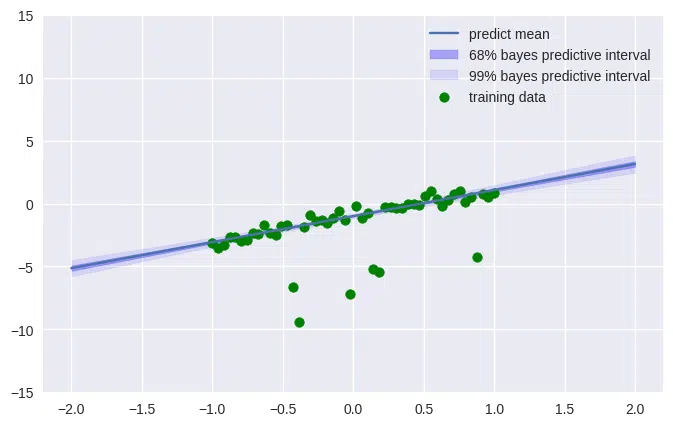 15
10
5
0
−5
−10
−15
predict mean
68% bayes predictive interval
99% bayes predictive interval
training data
−2.0 −1.5 −1.0 −0.5 0.0 0.5 1.0 1.5 2.0